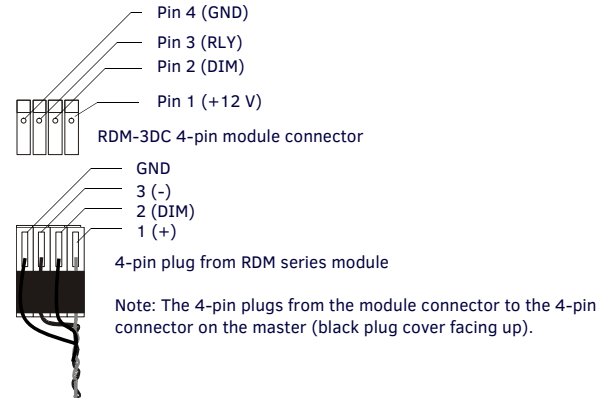 Pin 4 (GND)
Pin 3 (RLY)
Pin 2 (DIM)
Pin 1 (+12 V)
RDM-3DC 4-pin module connector
GND
3 (-)
2 (DIM)
1 (+)
4-pin plug from RDM series module
Note: The 4-pin plugs from the module connector to the 4-pin
connector on the master (black plug cover facing up).